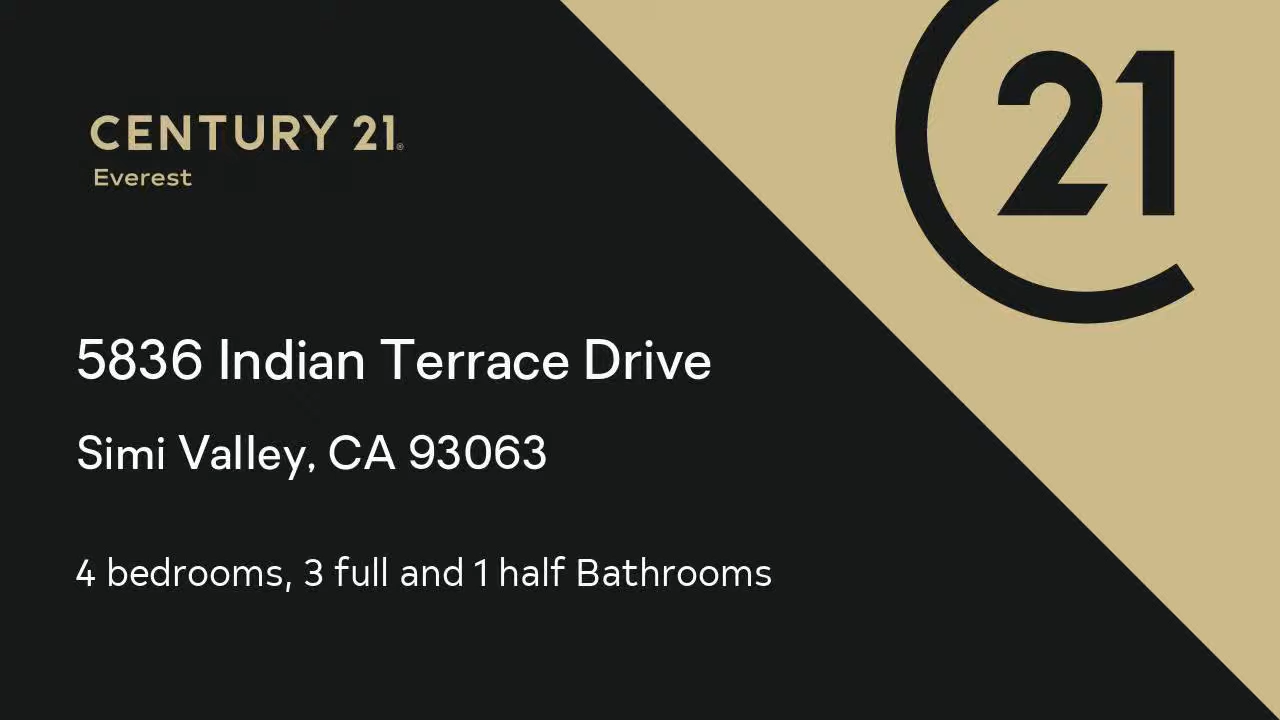 CENTURY 21®
Everest
21
5836 Indian Terrace Drive
Simi Valley, CA 93063
4 bedrooms, 3 full and 1 half Bathrooms